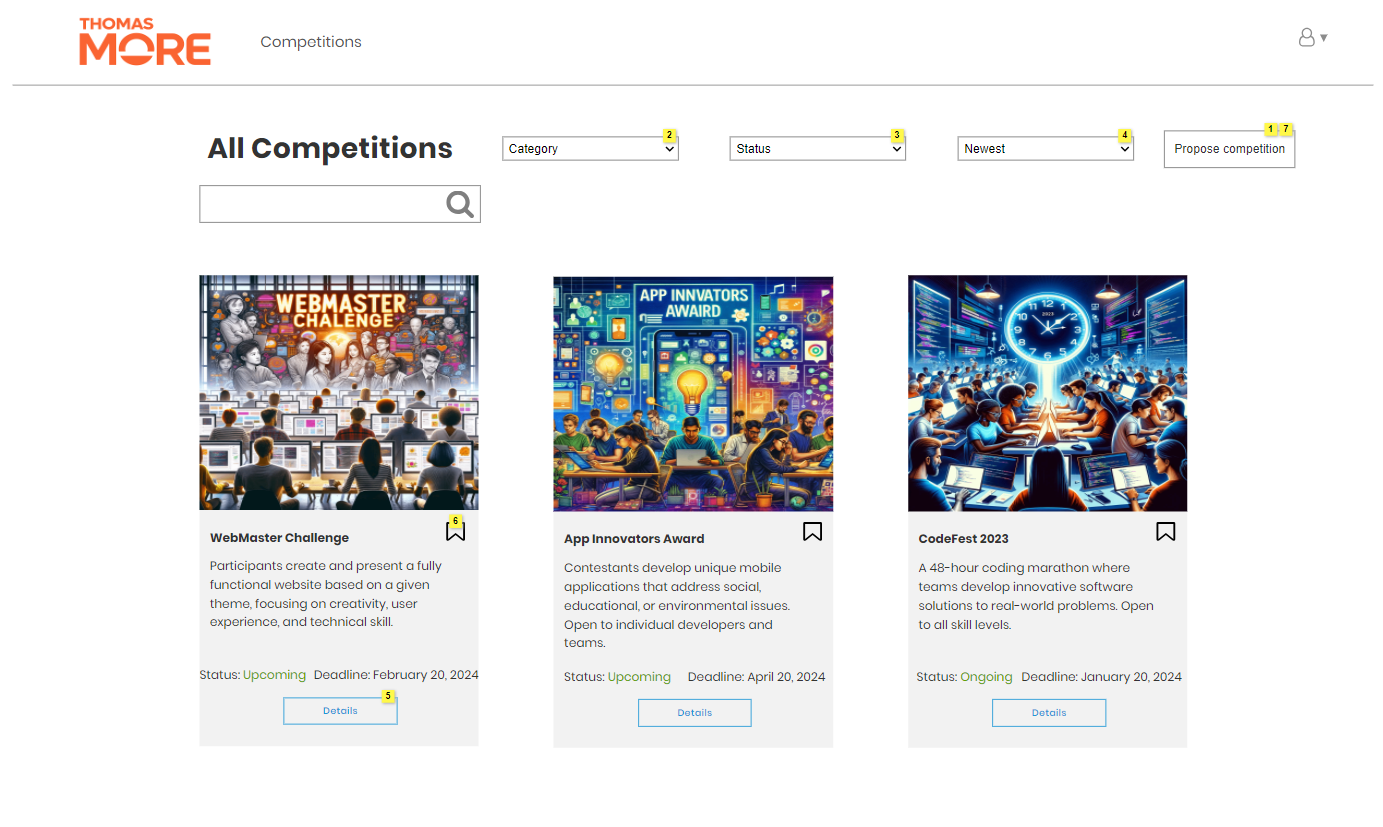 THOMAS
MORE
Competitions
2
3
4
1 7
All Competitions
Category
Status
Newest
Propose competition
WEBMASTER
CHALENGE
APP INNVATORS
AWAIRD
2023
6
WebMaster Challenge
Participants create and present a fully
functional website based on a given
theme, focusing on creativity, user
experience, and technical skill.
Status: Upcoming Deadline: February 20, 2024
5
Details
App Innovators Award
Contestants develop unique mobile
applications that address social,
educational, or environmental issues.
Open to individual developers and
teams.
Status: Upcoming Deadline: April 20, 2024
Details
CodeFest 2023
A 48-hour coding marathon where
teams develop innovative software
solutions to real-world problems. Open
to all skill levels.
Status: Ongoing Deadline: January 20, 2024
Details